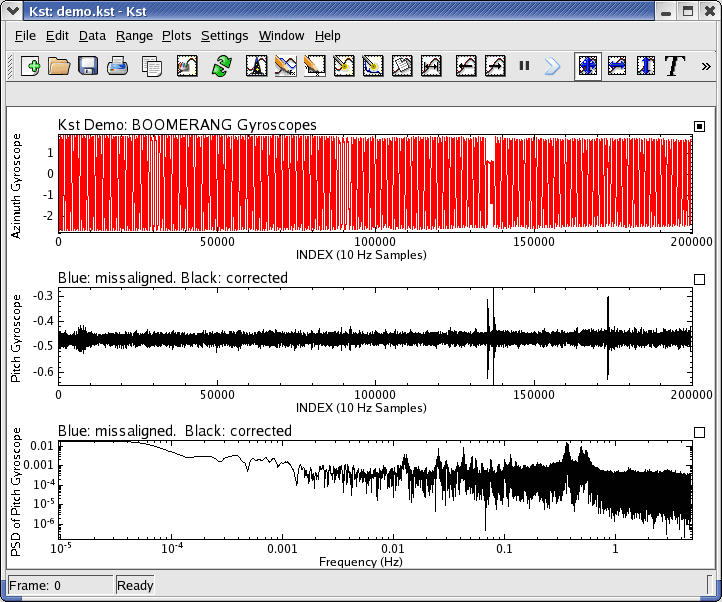 Kst: demo.kst - Kst
File Edit Data Range Plots Settings Window Help
T »
Kst Demo: BOOMERANG Gyroscopes
Azimuth Gyroscope
1
0
-1
-2
0 50000 100000 150000 200000
INDEX (10 Hz Samples)
Blue: missaligned. Black: corrected
Pitch Gyroscope
-0.3
-0.4
-0.5
-0.6
0 50000 100000 150000 200000
INDEX (10 Hz Samples)
Blue: missaligned. Black: corrected
PSD of Pitch Gyroscope
0.01
0.001
10-4
10-5
10-6
10-5 10-4 0.001 0.01 0.1 1
Frequency (Hz)
Frame: 0 Ready